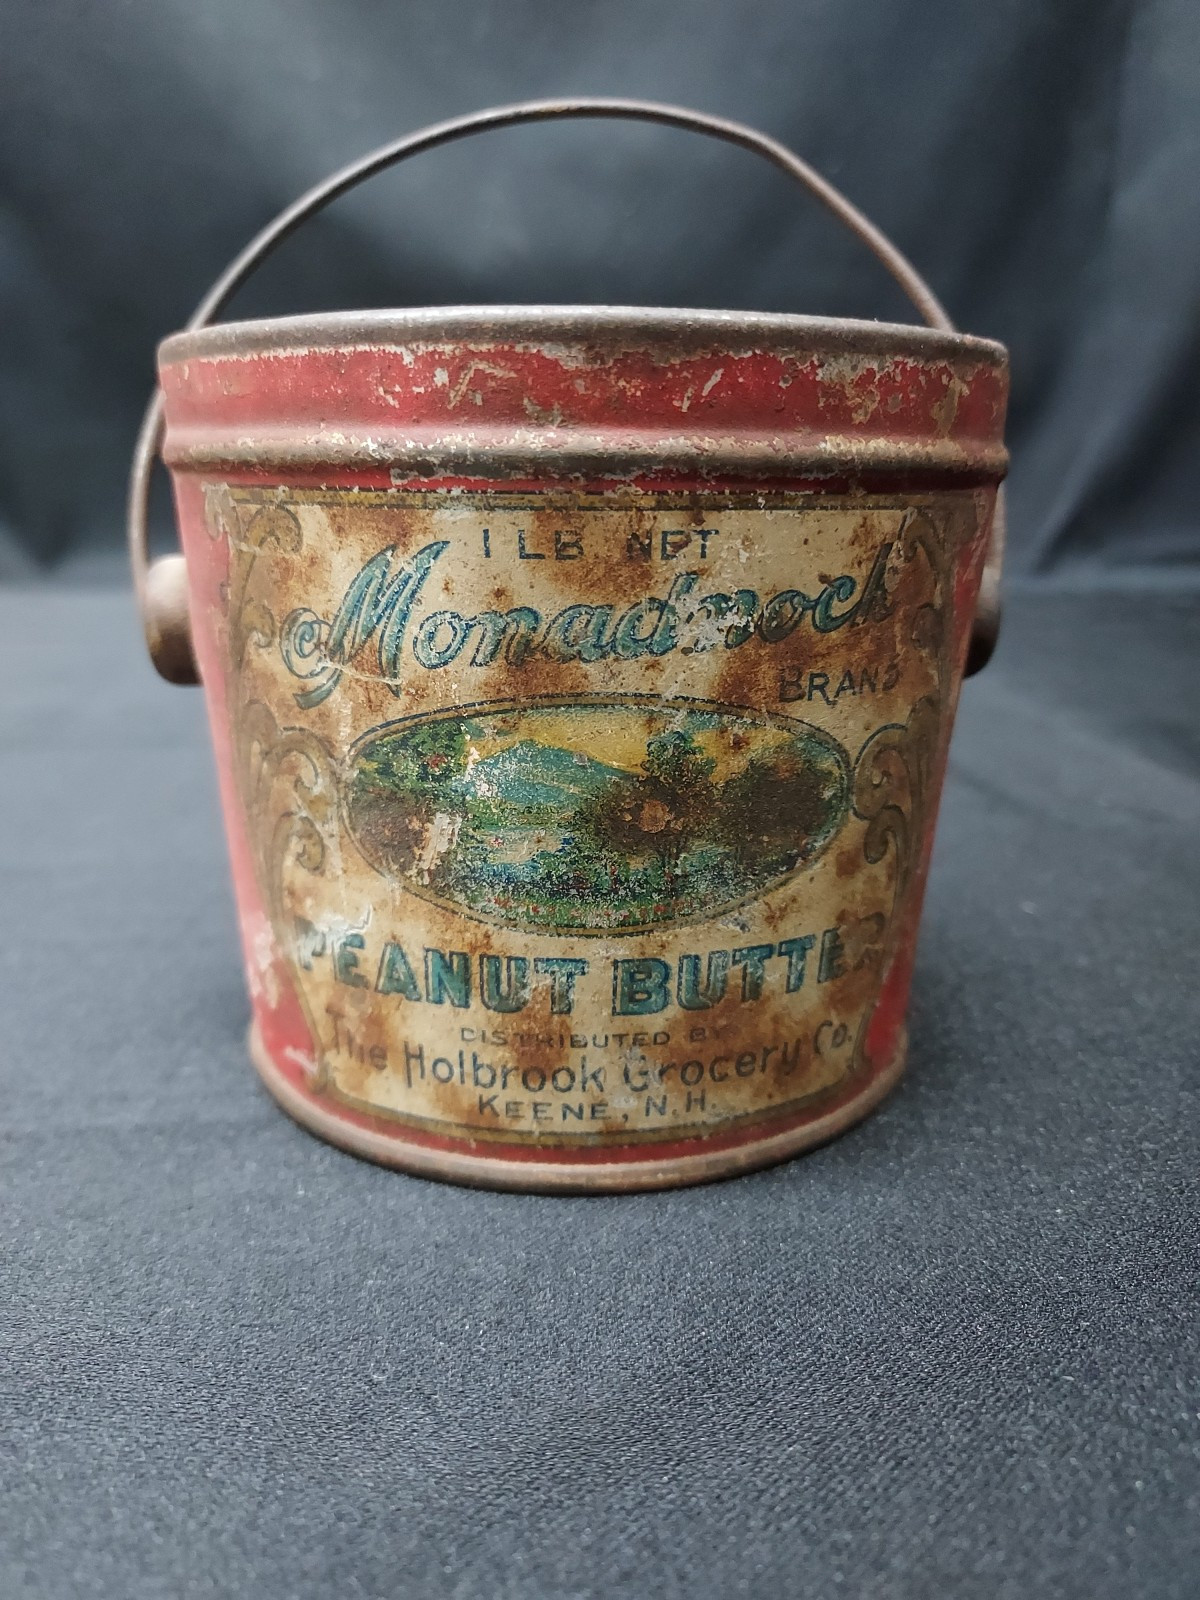 1 LB NET
Monadnock
BRAND
PEANUT BUTTER
DISTRIBUTED BY
The Holbrook Grocery Co.
KEENE, N.H.